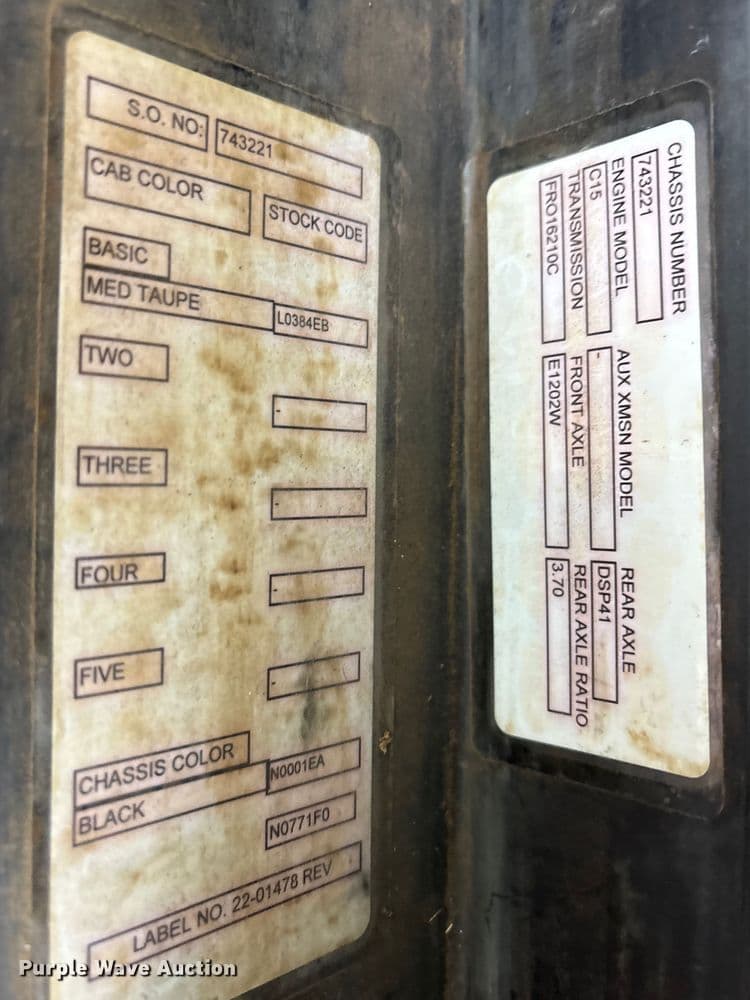 S.O. NO: 743221
CAB COLOR STOCK CODE
BASIC
MED TAUPE L0384EB
TWO -
THREE -
FOUR -
FIVE -
CHASSIS COLOR
BLACK N0001EA
N0771F0
LABEL NO. 22-01478 REV
CHASSIS NUMBER
743221
ENGINE MODEL AUX XMSN MODEL REAR AXLE
C15 - DSP41
TRANSMISSION FRONT AXLE REAR AXLE RATIO
FRO16210C E1202W 3.70
Purple Wave Auction